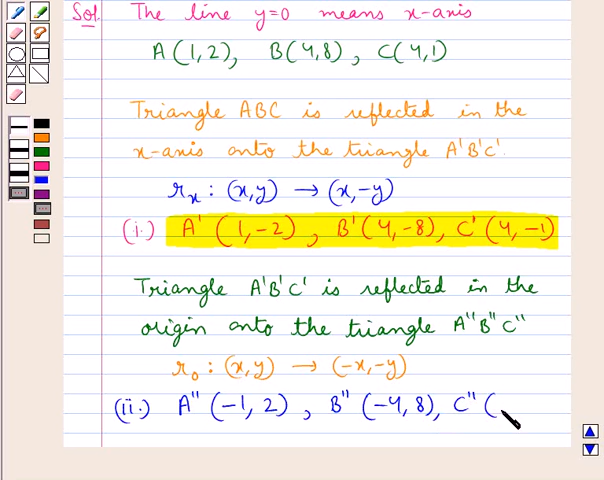 Sol. The line y=0 means x-axis
A(1,2), B(4,8), C(4,1)
Triangle ABC is reflected in the
x-axis onto the triangle A'B'C'.
r_x : (x,y) → (x,-y)
(i.) A'(1,-2), B'(4,-8), C'(4,-1)
Triangle A'B'C' is reflected in the
origin onto the triangle A''B''C''
r_o : (x,y) → (-x,-y)
(ii.) A''(-1,2), B''(-4,8), C''(